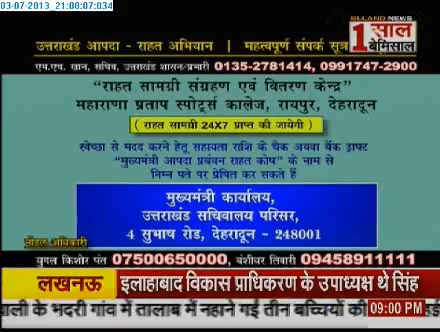 03-07-2013_21:00:07:034
BULAND NEWS
1 साल बेमिसाल
उत्तराखंड आपदा - राहत अभियान | महत्वपूर्ण संपर्क सूत्र
एम.एच. खान, सचिव, उत्तराखंड शासन/प्रभारी 0135-2781414, 0991747-2900
"राहत सामग्री संग्रहण एवं वितरण केन्द्र"
महाराणा प्रताप स्पोर्ट्स कालेज, रायपुर, देहरादून
( राहत सामग्री 24X7 प्राप्त की जायेगी )
स्वेच्छा से मदद करने हेतू सहायता राशि के चैक अथवा बैंक ड्राफ्ट
"मुख्यमंत्री आपदा प्रबंधन राहत कोष" के नाम से
निम्न पते पर प्रेषित कर सकते हैं
मुख्यमंत्री कार्यालय,
उत्तराखंड सचिवालय परिसर,
4 सुभाष रोड, देहरादून - 248001
नोडल अधिकारी
युगल किशोर पंत 07500650000, बंशीधर तिवारी 09458911111
लखनऊ इलाहाबाद विकास प्राधिकरण के उपाध्यक्ष थे सिंह
के भदरी गांव में तालाब में नहाने गई तीन बच्चियों की 09:00 PM